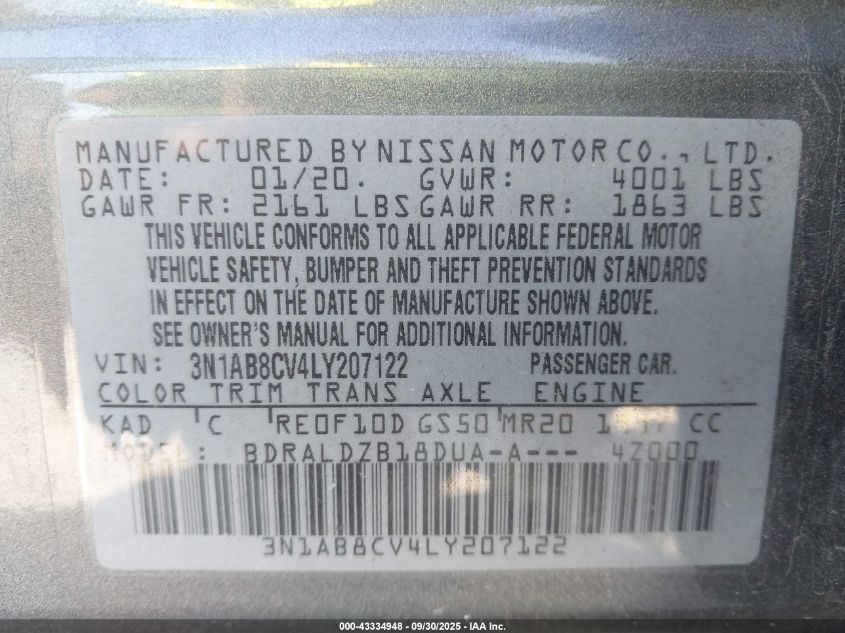 MANUFACTURED BY NISSAN MOTOR CO., LTD.
DATE: 01/20. GVWR: 4001 LBS
GAWR FR: 2161 LBS GAWR RR: 1863 LBS
THIS VEHICLE CONFORMS TO ALL APPLICABLE FEDERAL MOTOR
VEHICLE SAFETY, BUMPER AND THEFT PREVENTION STANDARDS
IN EFFECT ON THE DATE OF MANUFACTURE SHOWN ABOVE.
SEE OWNER'S MANUAL FOR ADDITIONAL INFORMATION.
VIN: 3N1AB8CV4LY207122 PASSENGER CAR.
COLOR TRIM TRANS AXLE ENGINE
KAD C RE0F10D GS50 MR20 CC
MODEL: BDRALDZB18DUA-A--- 4Z000
3N1AB8CV4LY207122
000-43334948 - 09/30/2025 - IAA Inc.